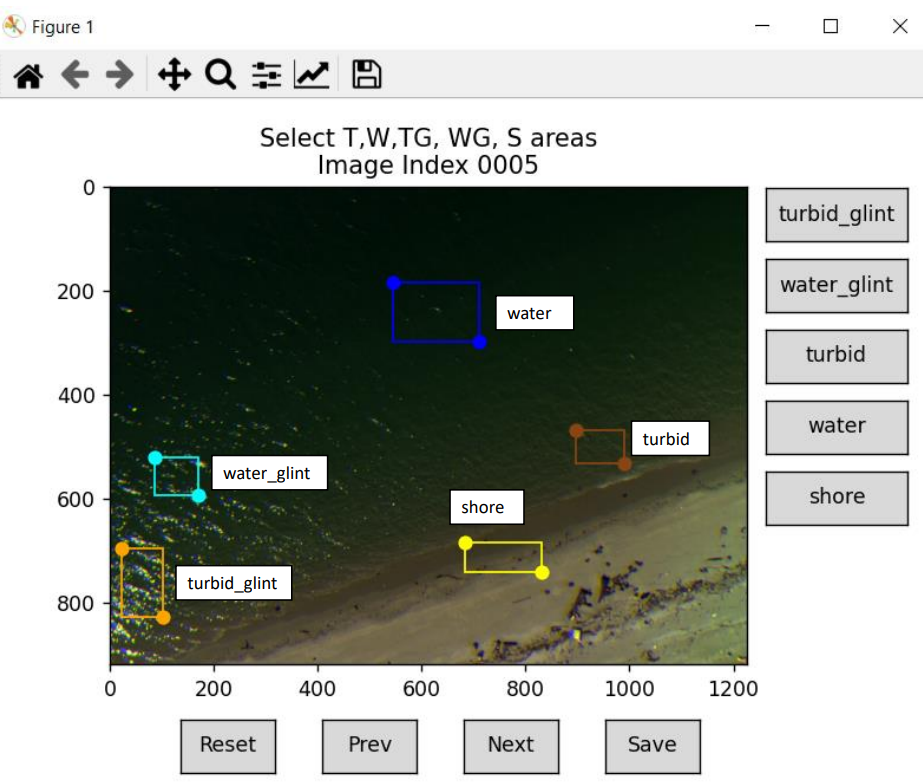 Figure 1
Select T,W,TG, WG, S areas
Image Index 0005
0
200
400
600
800
0
200
400
600
800
1000
1200
water
turbid
water_glint
shore
turbid_glint
turbid_glint
water_glint
turbid
water
shore
Reset
Prev
Next
Save